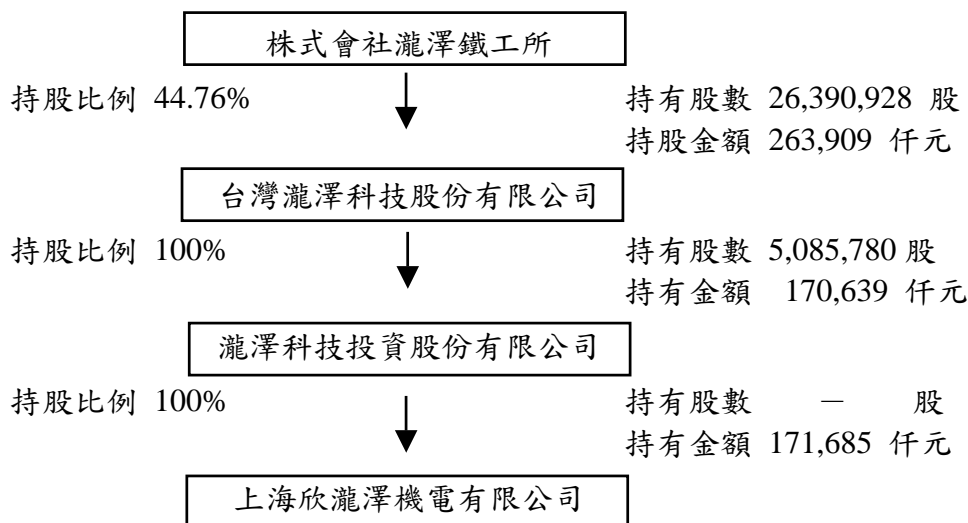 株式會社瀧澤鐵工所
持股比例 44.76% 持有股數 26,390,928 股
持股金額 263,909 仟元
台灣瀧澤科技股份有限公司
持股比例 100% 持有股數 5,085,780 股
持有金額 170,639 仟元
瀧澤科技投資股份有限公司
持股比例 100% 持有股數 － 股
持有金額 171,685 仟元
上海欣瀧澤機電有限公司